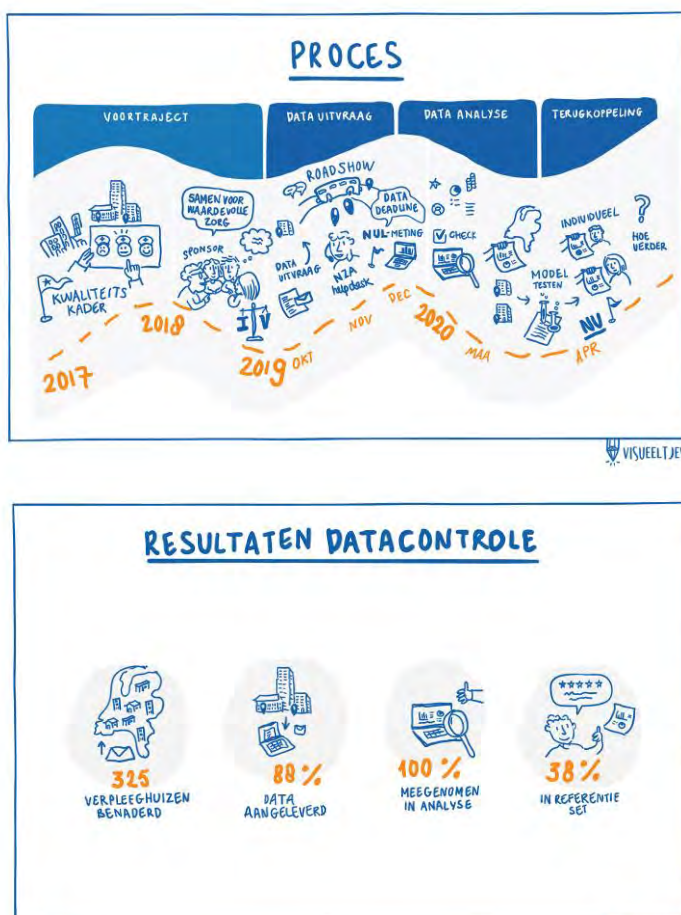 PROCES
VOORTRAJECT
DATA UITVRAAG
DATA ANALYSE
TERUGKOPPELING
KWALITEITS
KADER
SAMEN VOOR
WAARDEVOLLE
ZORG
SPONSOR
I V
DATA
UITVRAAG
ROADSHOW
DATA
DEADLINE
NZA
helpdesk
NUL-METING
CHECK
MODEL
TESTEN
INDIVIDUEEL
?
HOE
VERDER
NU
2017
2018
2019
OKT
NOV
DEC
2020
MAA
APR
VISUEELTJE
RESULTATEN DATACONTROLE
325
VERPLEEGHUIZEN
BENADERD
88%
DATA
AANGELEVERD
100%
MEEGENOMEN
IN ANALYSE
38%
IN REFERENTIE
SET